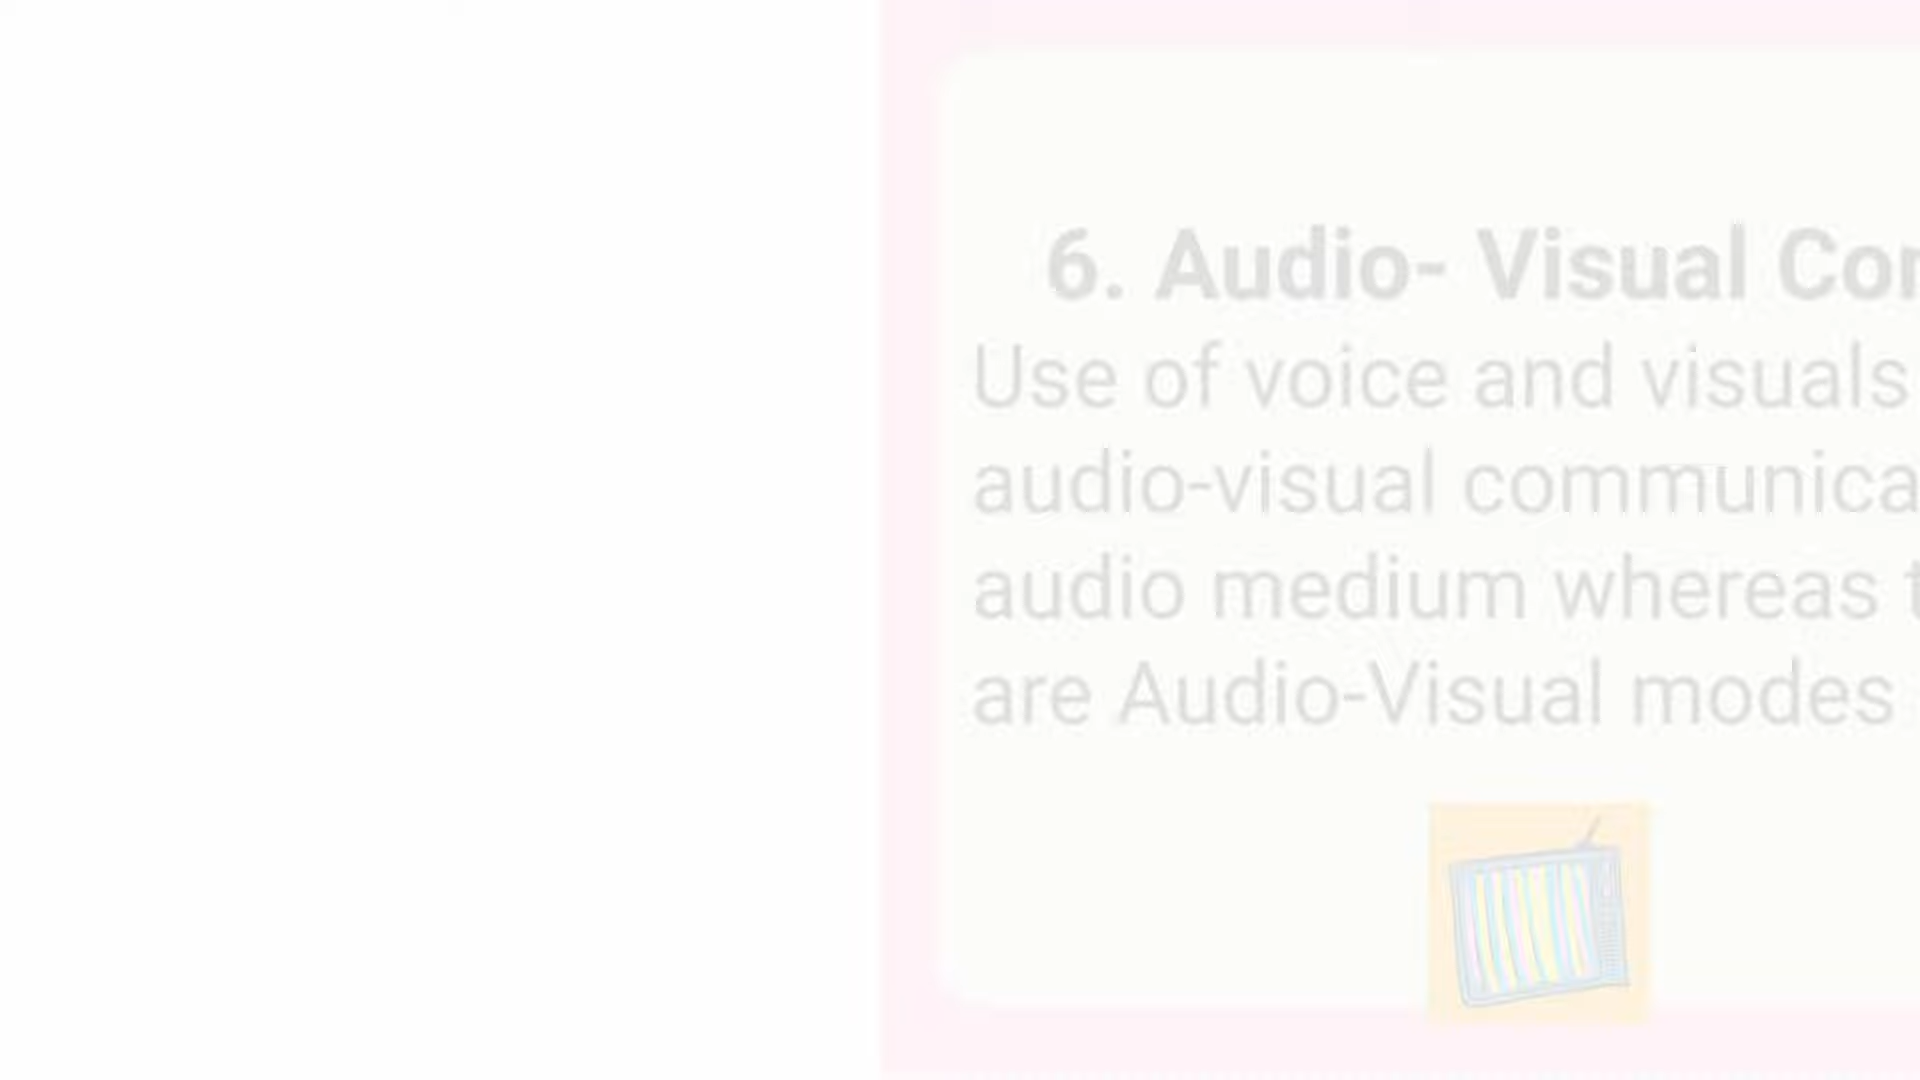 6. Audio- Visual
Use of voice and visuals
audio-visual
audio medium whereas
are Audio-Visual modes